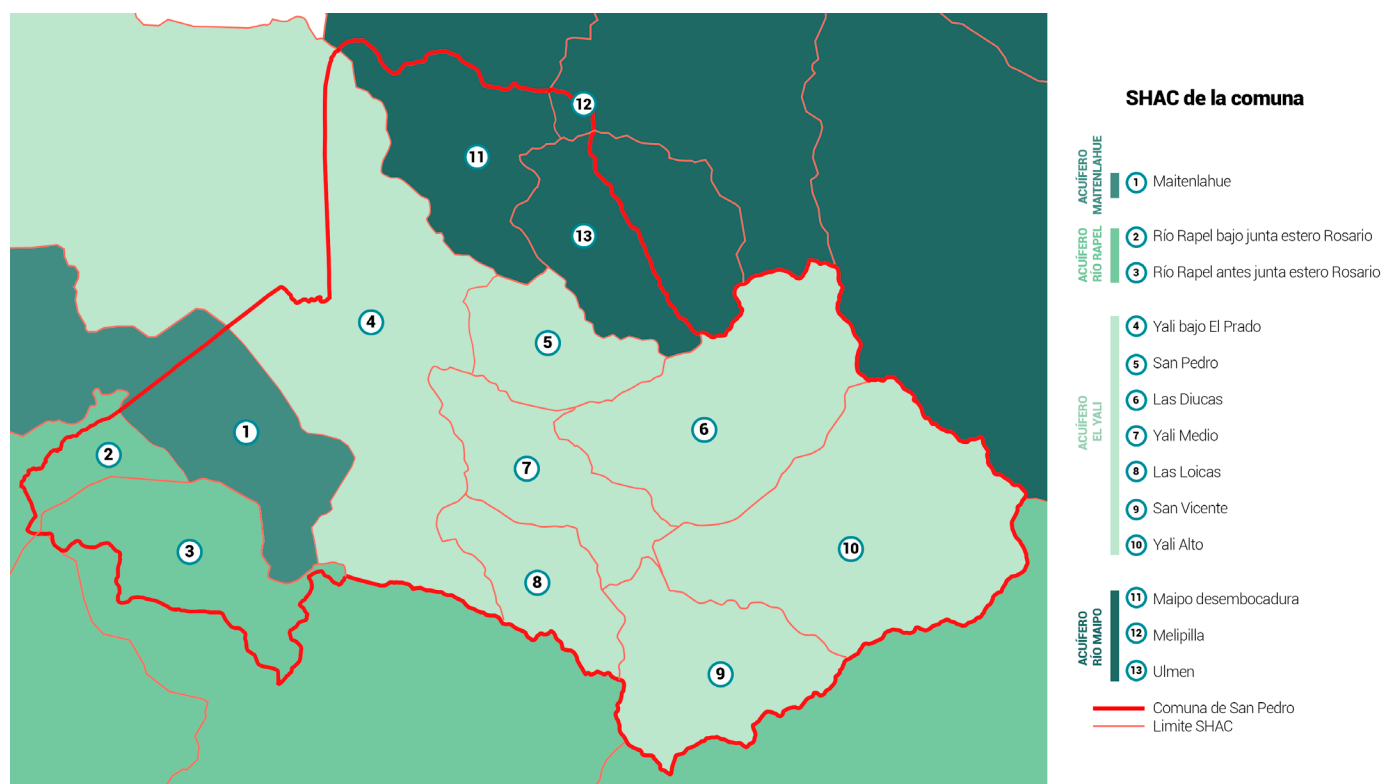 12
11
13
4
5
1
6
2
7
3
10
8
9
SHAC de la comuna
ACUÍFERO
MAITENLAHUE
1 Maitenlahue
ACUÍFERO
RÍO RAPEL
2 Río Rapel bajo junta estero Rosario
3 Río Rapel antes junta estero Rosario
ACUÍFERO
EL YALI
4 Yali bajo El Prado
5 San Pedro
6 Las Diucas
7 Yali Medio
8 Las Loicas
9 San Vicente
10 Yali Alto
ACUÍFERO
RÍO MAIPO
11 Maipo desembocadura
12 Melipilla
13 Ulmen
Comuna de San Pedro
Limite SHAC